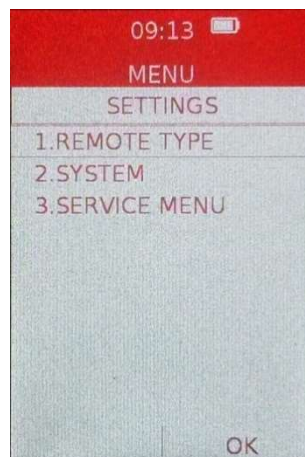 09:13
MENU
SETTINGS
1.REMOTE TYPE
2.SYSTEM
3.SERVICE MENU
OK